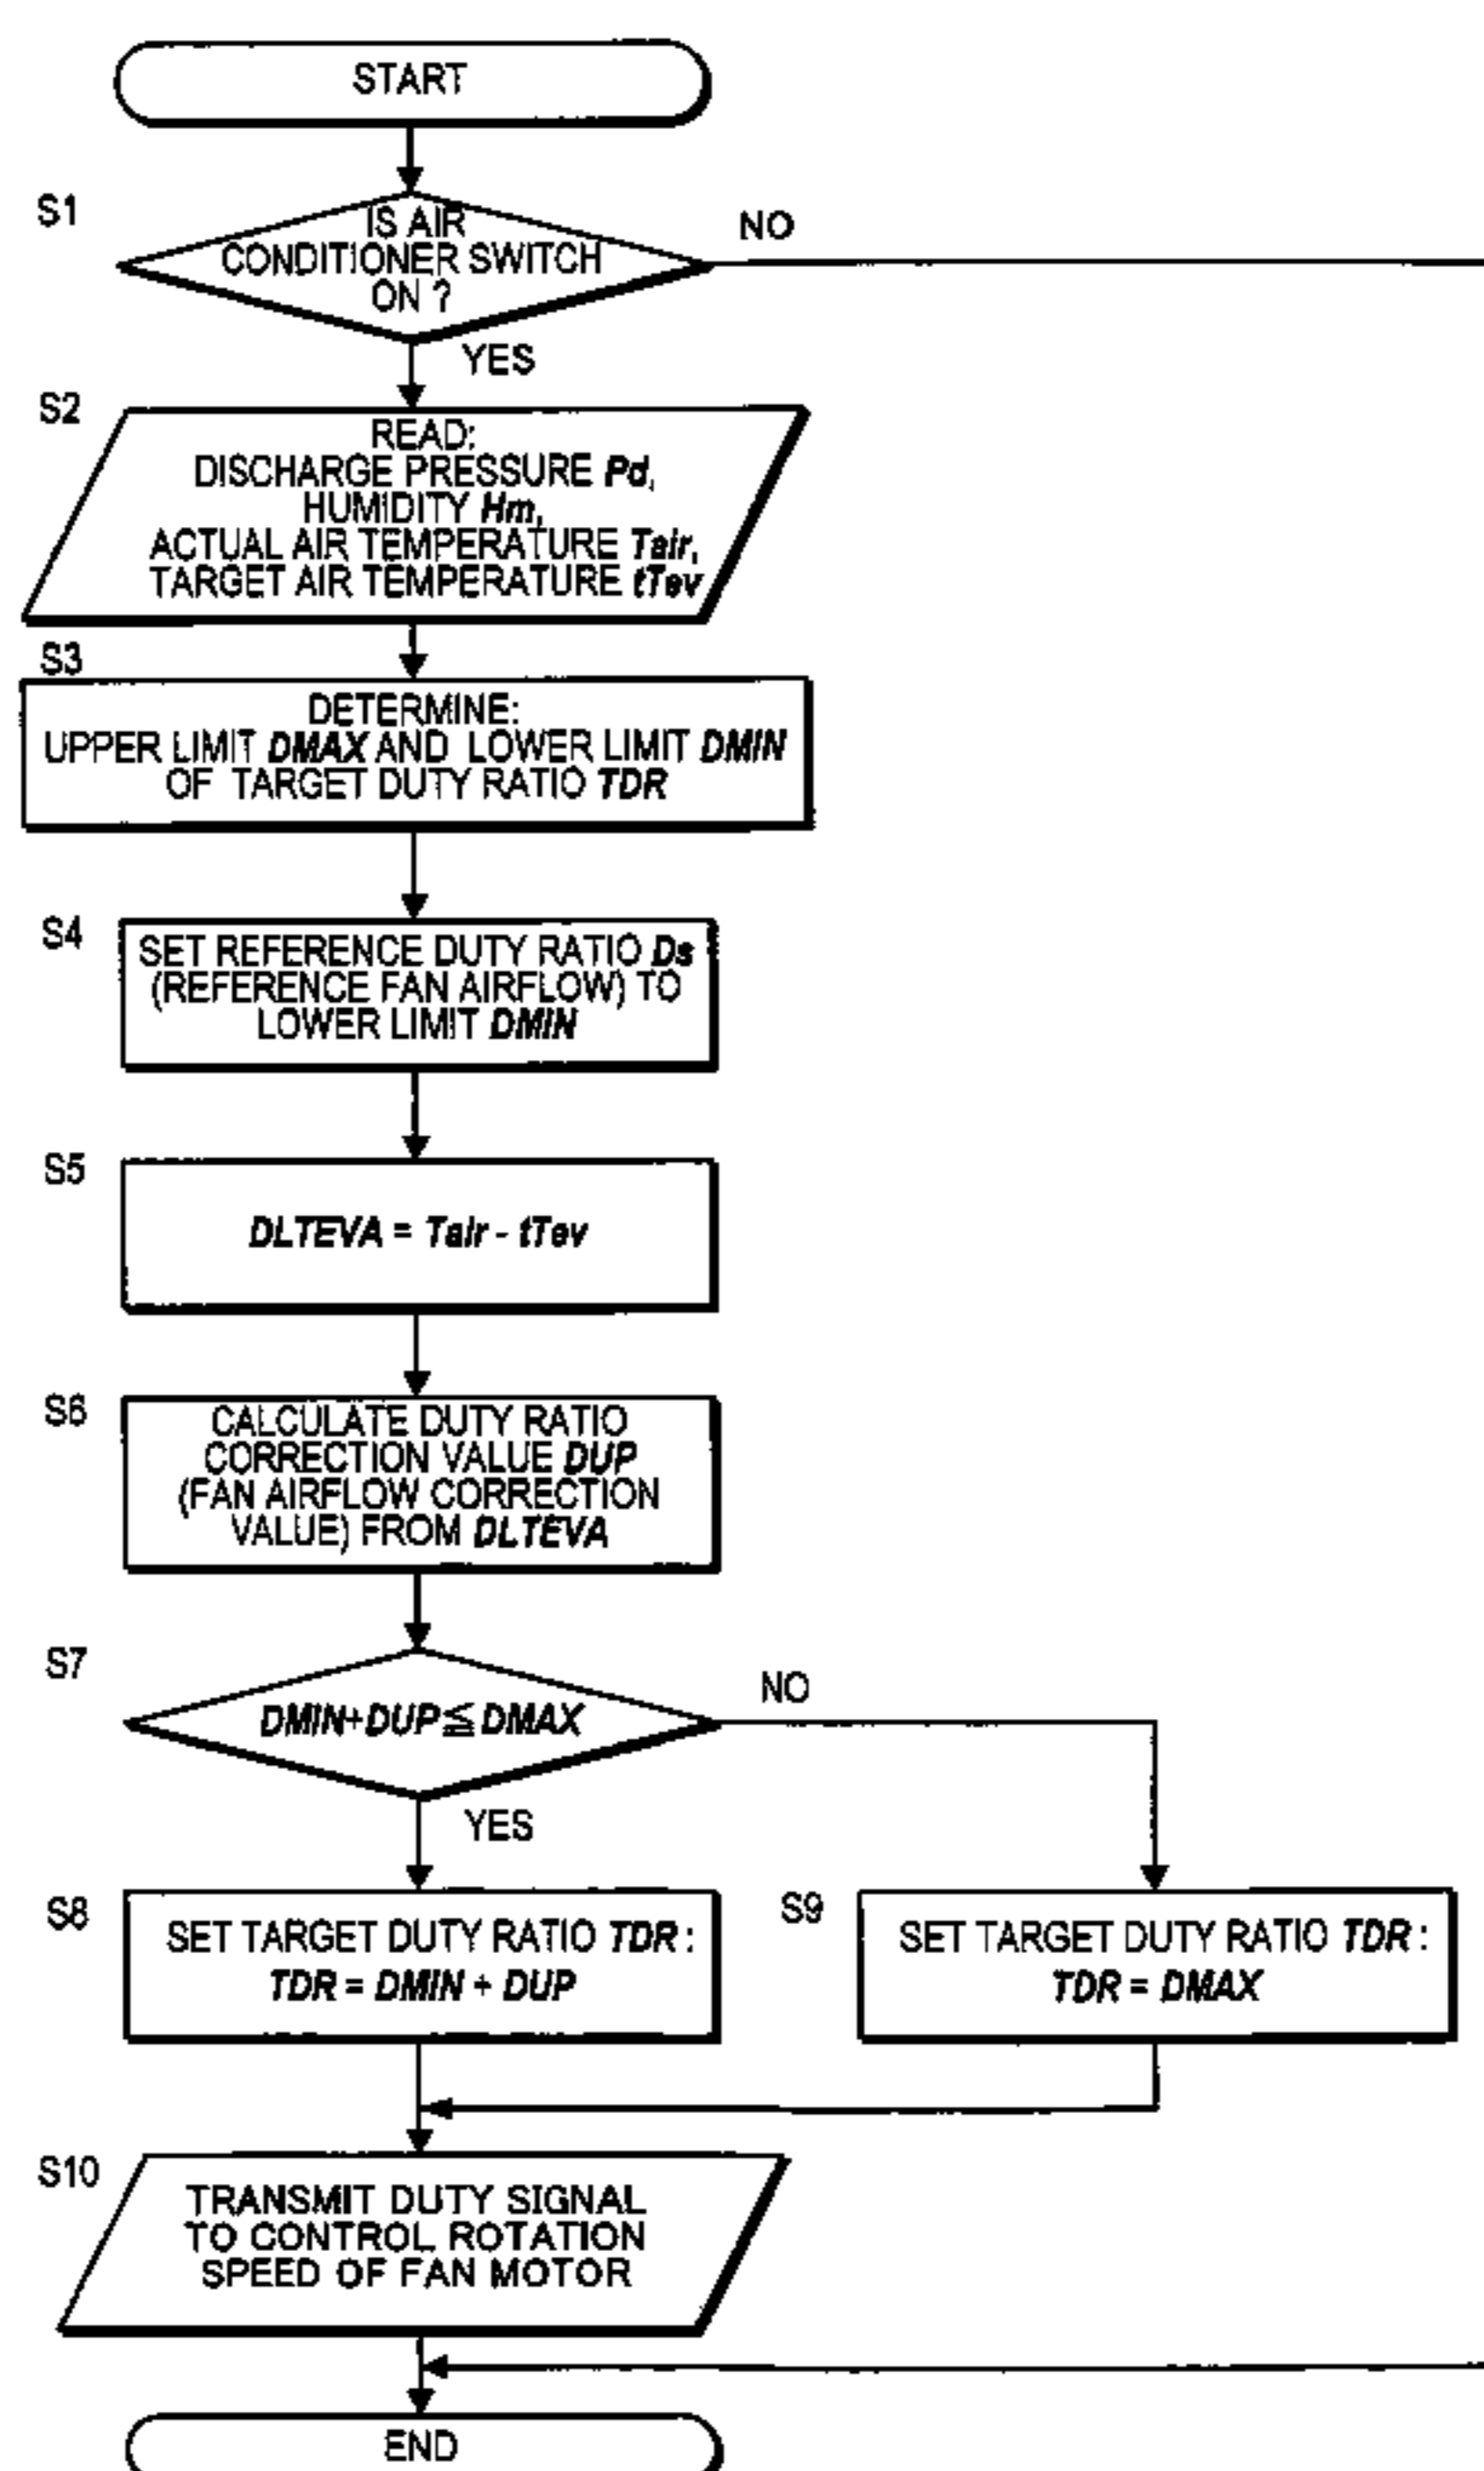 START
S1
IS AIR
CONDITIONER SWITCH
ON ?
NO
YES
S2
READ:
DISCHARGE PRESSURE Pd,
HUMIDITY Hm,
ACTUAL AIR TEMPERATURE Tair,
TARGET AIR TEMPERATURE tTev
S3
DETERMINE:
UPPER LIMIT DMAX AND LOWER LIMIT DMIN
OF TARGET DUTY RATIO TDR
S4
SET REFERENCE DUTY RATIO Ds
(REFERENCE FAN AIRFLOW) TO
LOWER LIMIT DMIN
S5
DLTEVA = Tair - tTev
S6
CALCULATE DUTY RATIO
CORRECTION VALUE DUP
(FAN AIRFLOW CORRECTION
VALUE) FROM DLTEVA
S7
DMIN+DUP≦DMAX
NO
YES
S8
SET TARGET DUTY RATIO TDR :
TDR = DMIN + DUP
S9
SET TARGET DUTY RATIO TDR :
TDR = DMAX
S10
TRANSMIT DUTY SIGNAL
TO CONTROL ROTATION
SPEED OF FAN MOTOR
END